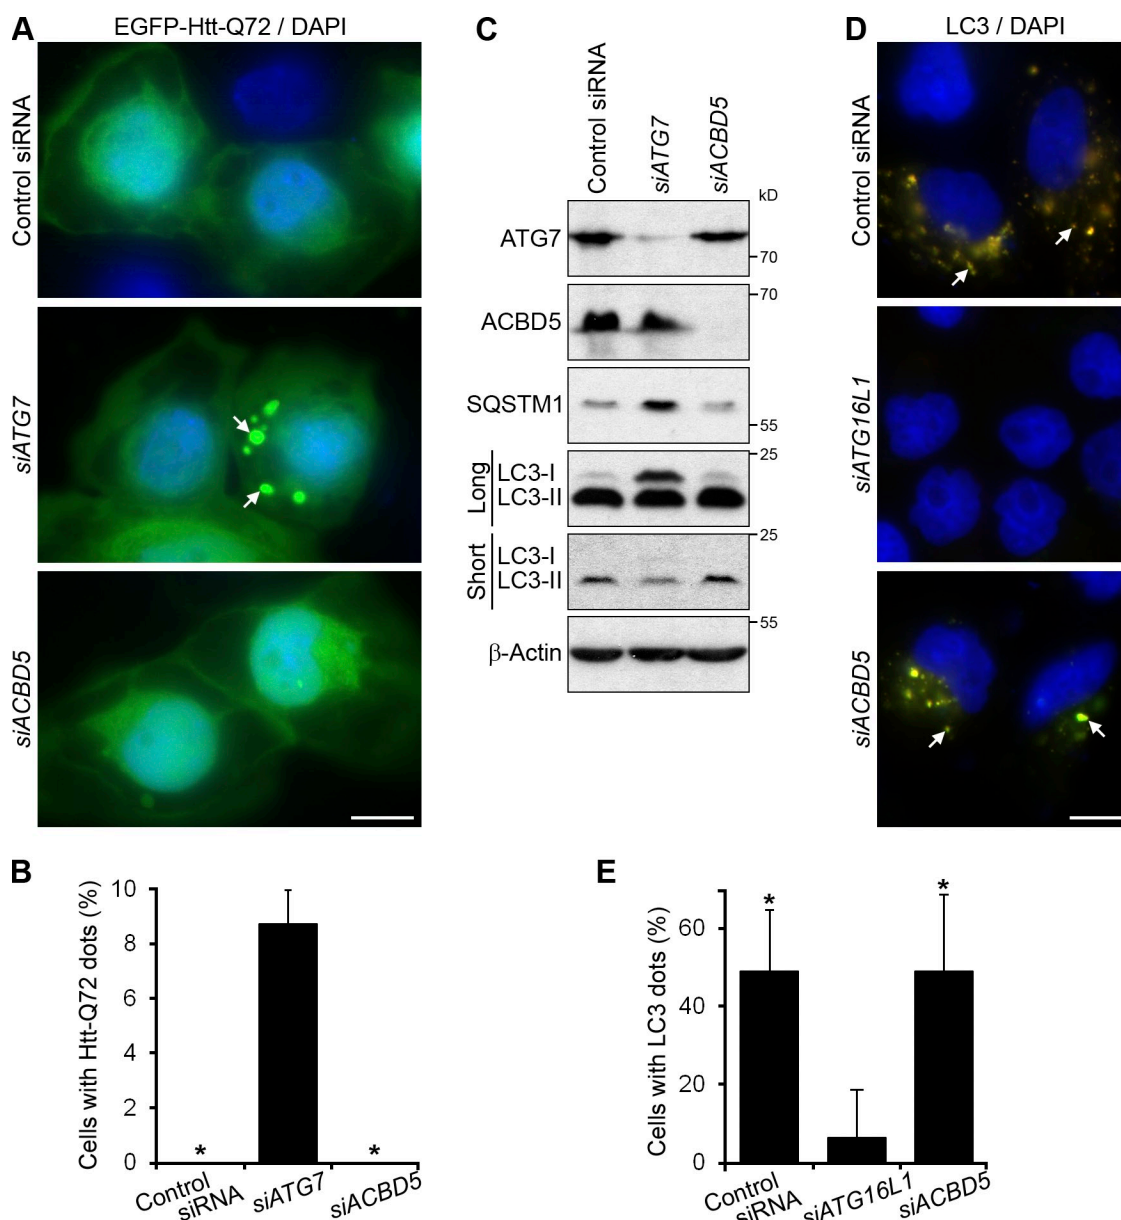 A
EGFP-Htt-Q72 / DAPI
Control siRNA
siATG7
siACBD5
B
Cells with Htt-Q72 dots (%)
10
8
6
4
2
0
*
*
Control
siRNA
siATG7
siACBD5
C
Control siRNA
siATG7
siACBD5
kD
ATG7
70
ACBD5
70
SQSTM1
55
Long
LC3-I
LC3-II
25
Short
LC3-I
LC3-II
25
β-Actin
55
D
LC3 / DAPI
Control siRNA
siATG16L1
siACBD5
E
Cells with LC3 dots (%)
60
40
20
0
*
*
Control
siRNA
siATG16L1
siACBD5